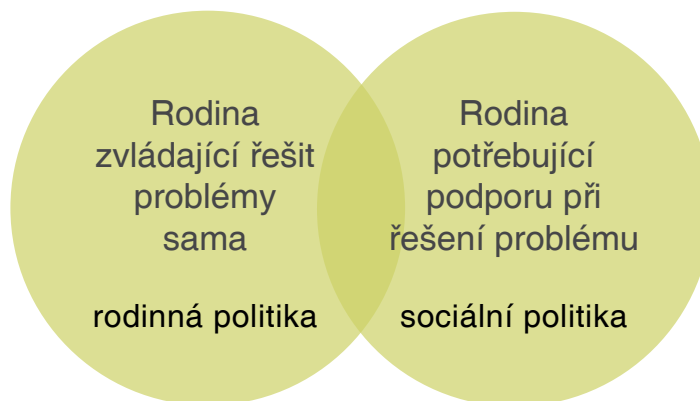 Rodina
zvládající řešit
problémy
sama
rodinná politika
Rodina
potřebující
podporu při
řešení problému
sociální politika